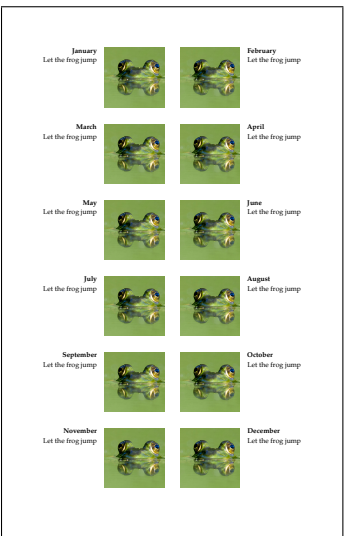 January
Let the frog jump
February
Let the frog jump
March
Let the frog jump
April
Let the frog jump
May
Let the frog jump
June
Let the frog jump
July
Let the frog jump
August
Let the frog jump
September
Let the frog jump
October
Let the frog jump
November
Let the frog jump
December
Let the frog jump